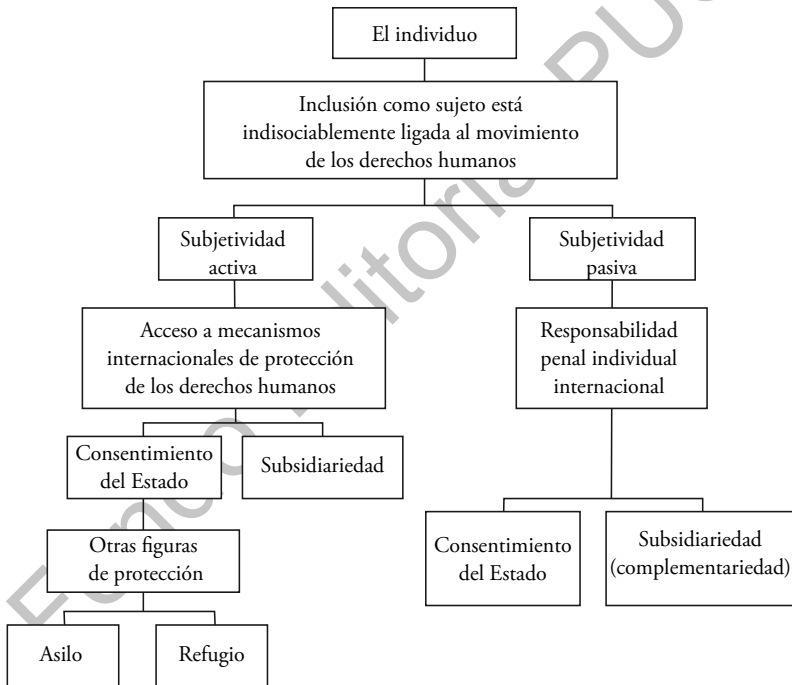 El individuo
Inclusión como sujeto está
indisociablemente ligada al movimiento
de los derechos humanos
Subjetividad
activa
Subjetividad
pasiva
Acceso a mecanismos
internacionales de protección
de los derechos humanos
Responsabilidad
penal individual
internacional
Consentimiento
del Estado
Subsidiariedad
Consentimiento
del Estado
Subsidiariedad
(complementariedad)
Otras figuras
de protección
Asilo
Refugio